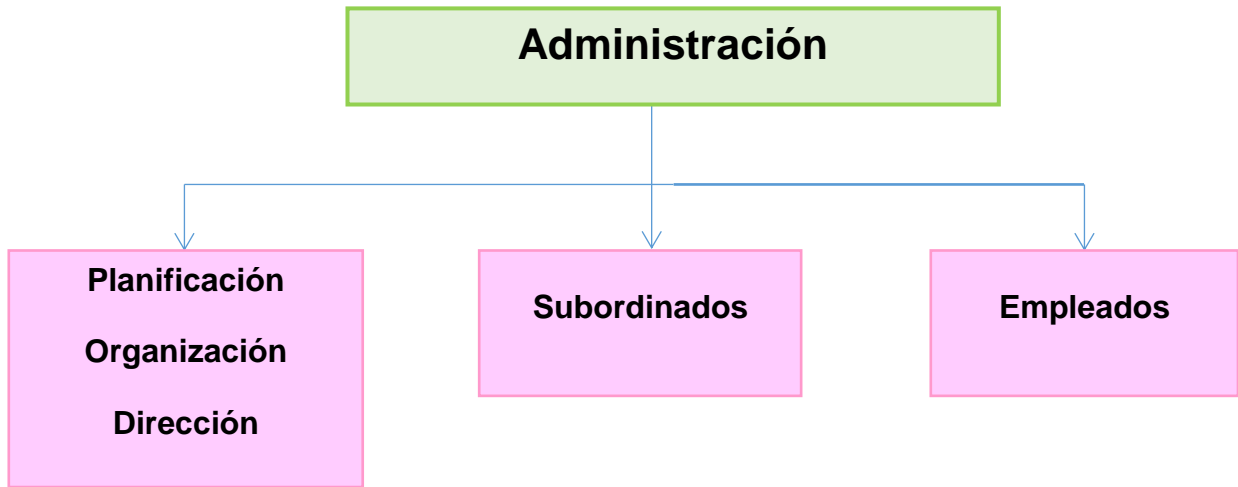 Administración
Planificación
Organización
Dirección
Subordinados
Empleados